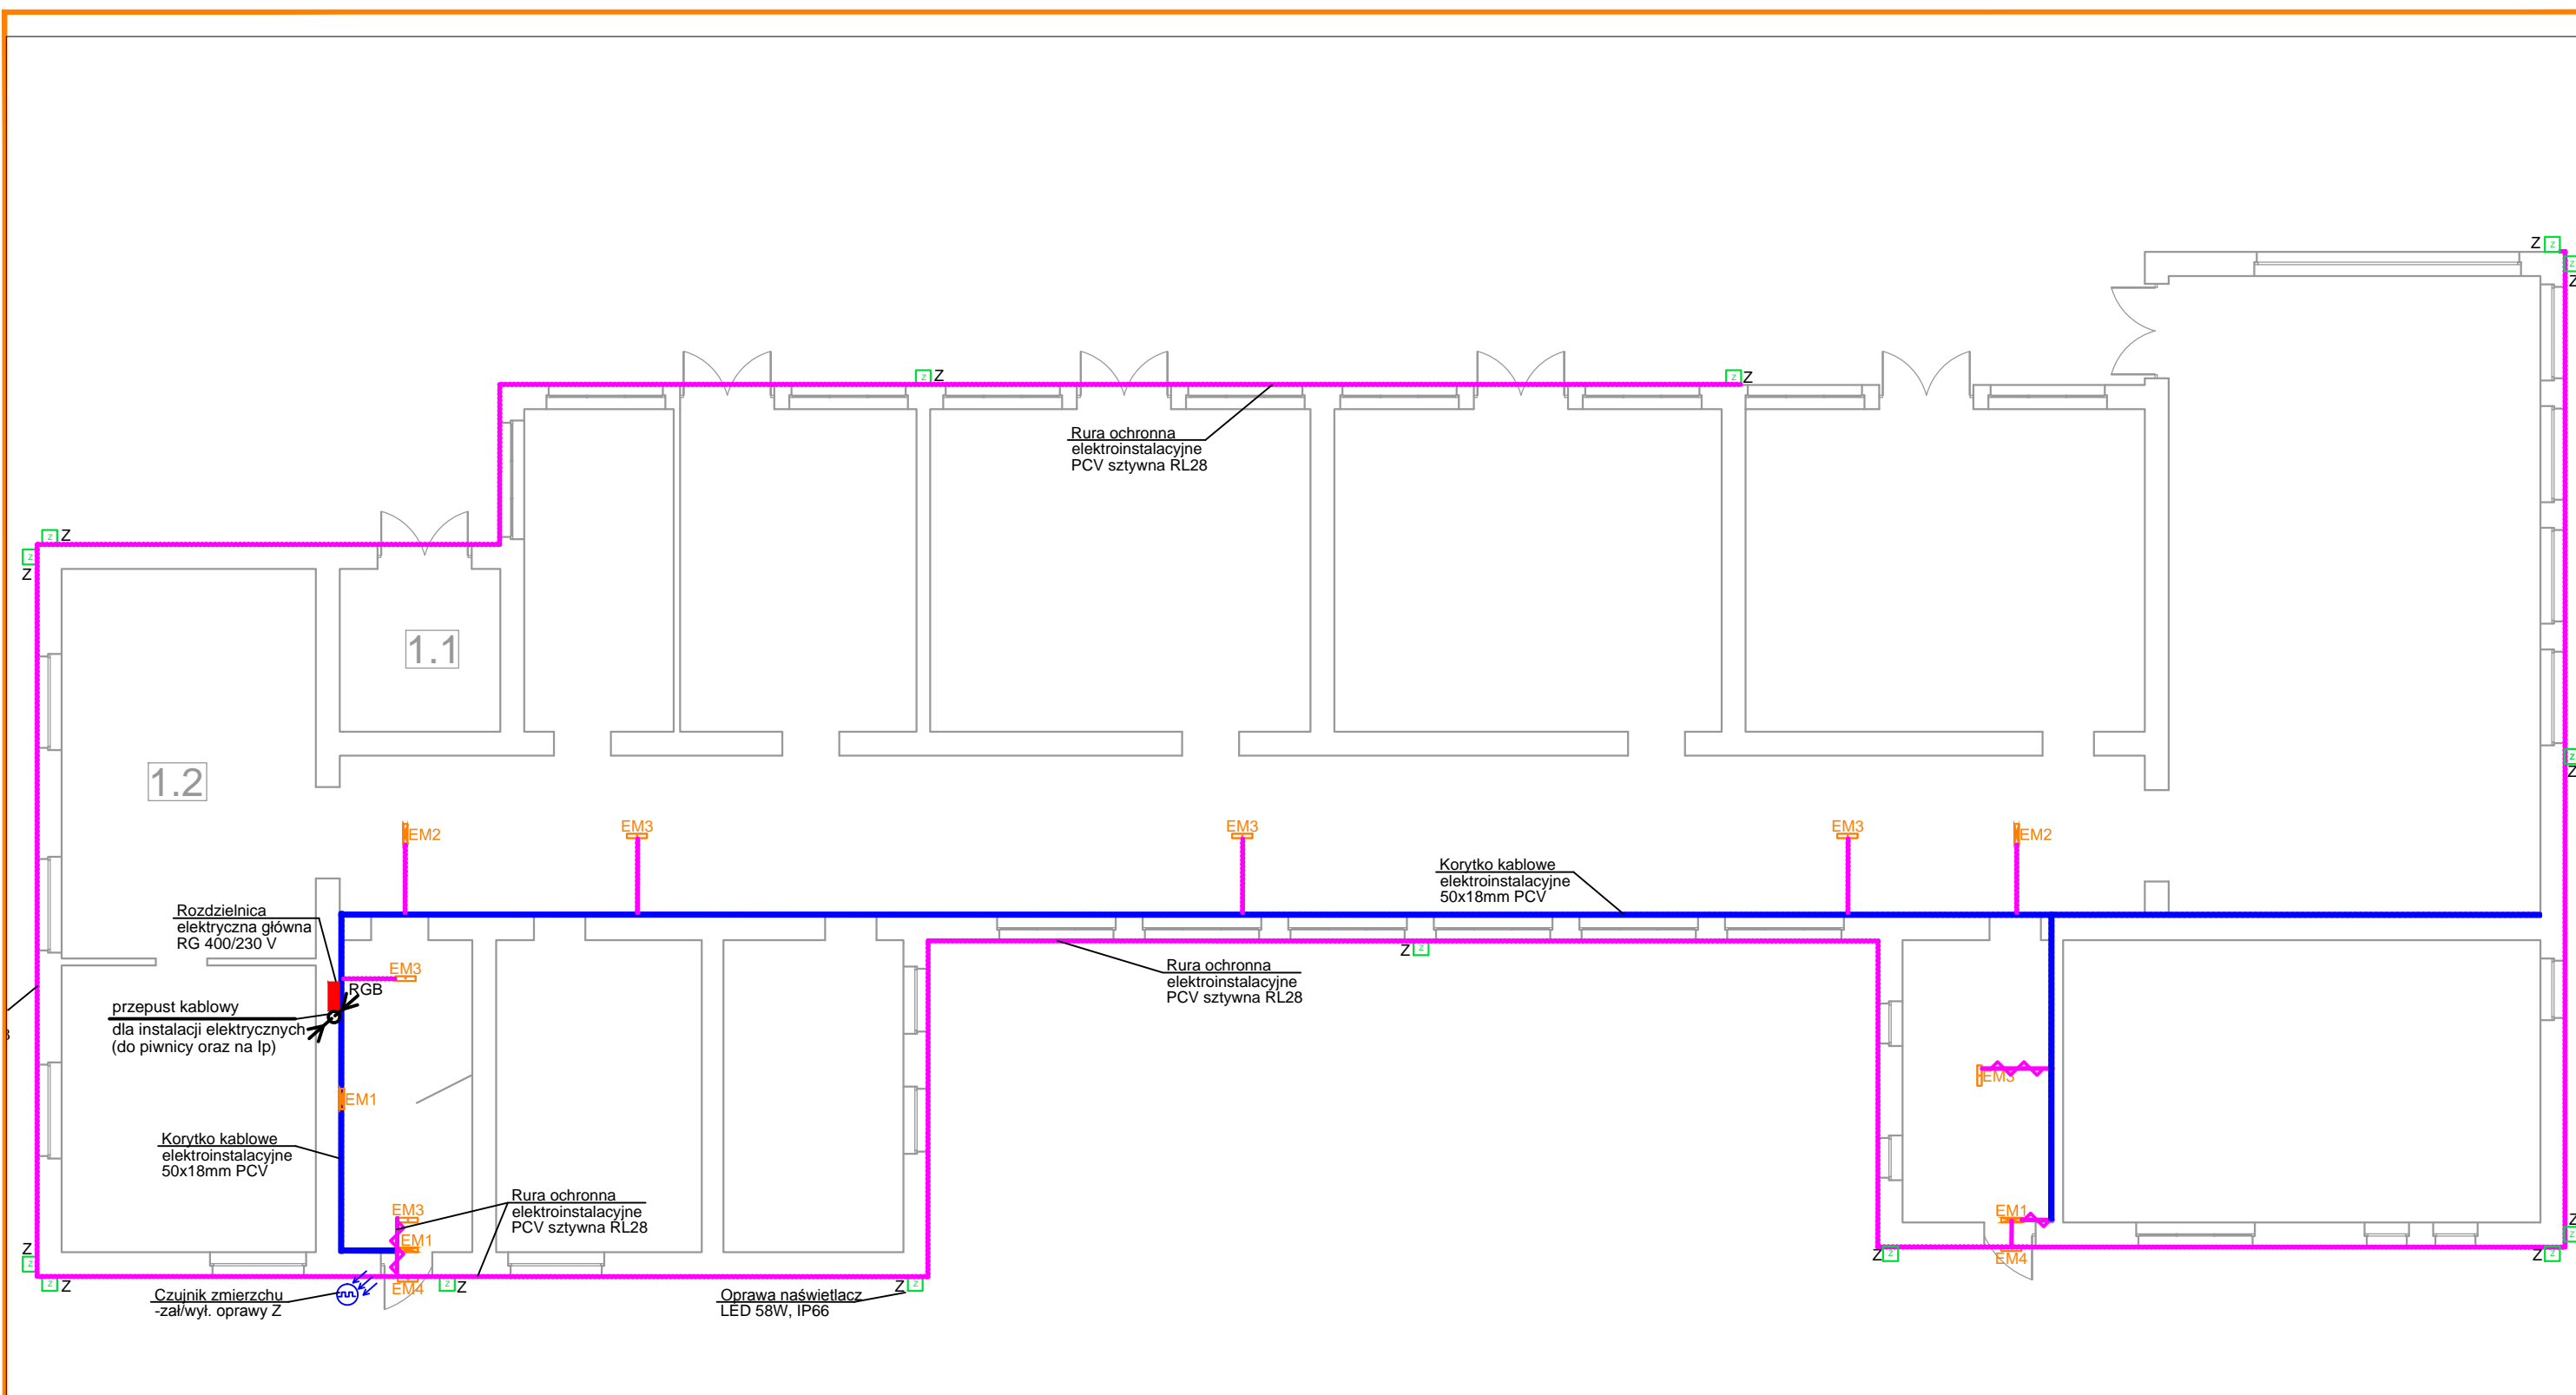 Z
z
z
Z
z
Z
z
Z
Rura ochronna
elektroinstalacyjne
PCV sztywna RL28
z
Z
z
Z
1.1
1.2
z
Z
EM2
EM3
EM3
EM3
EM2
Korytko kablowe
elektroinstalacyjne
50x18mm PCV
Rozdzielnica
elektryczna główna
RG 400/230 V
EM3
RGB
Z
z
Rura ochronna
elektroinstalacyjne
PCV sztywna RL28
przepust kablowy
dla instalacji elektrycznych
(do piwnicy oraz na Ip)
EM3
EM1
Korytko kablowe
elektroinstalacyjne
50x18mm PCV
Rura ochronna
elektroinstalacyjne
PCV sztywna RL28
EM3
EM1
EM1
EM4
Z
z
z
Z
EM4
z
Z
Z
z
Z
z
Z
z
Z
z
Czujnik zmierzchu
-zał/wył. oprawy Z
Oprawa naświetlacz
LED 58W, IP66